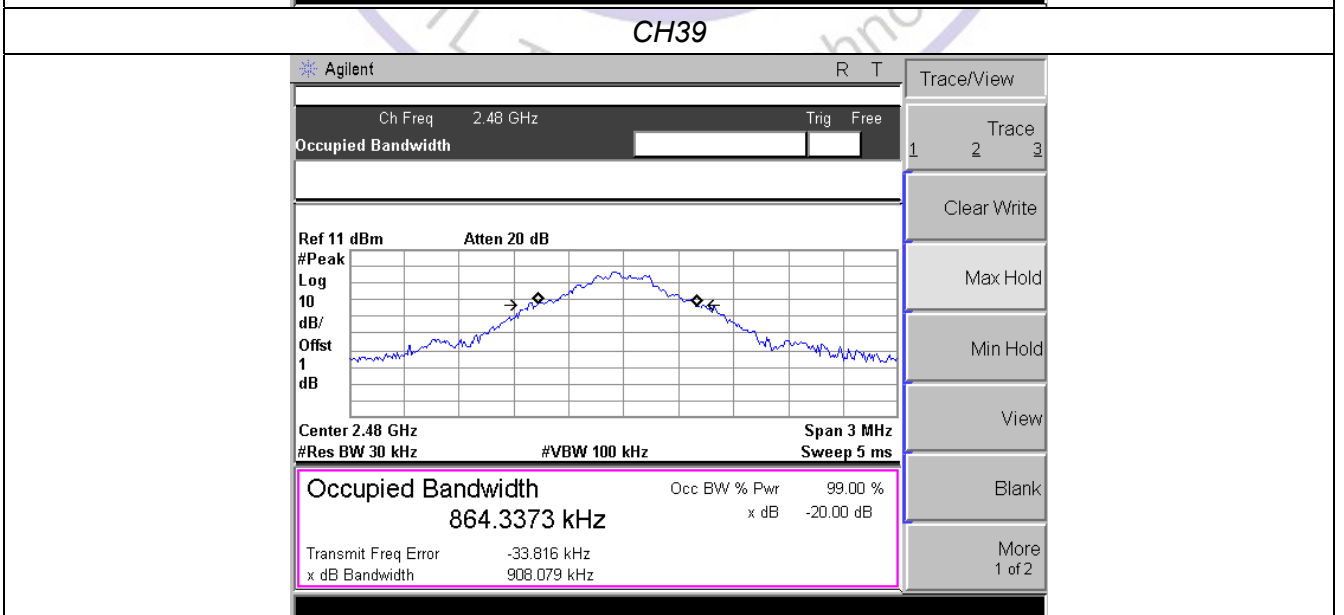 CH39
Agilent R T
Trace/View
Ch Freq 2.48 GHz Trig Free
Occupied Bandwidth
Trace
1 2 3
Clear Write
Max Hold
Min Hold
View
Blank
More
1 of 2
Ref 11 dBm Atten 20 dB
#Peak
Log
10
dB/
Offst
1
dB
Center 2.48 GHz Span 3 MHz
#Res BW 30 kHz #VBW 100 kHz Sweep 5 ms
Occupied Bandwidth Occ BW % Pwr 99.00 %
864.3373 kHz x dB -20.00 dB
Transmit Freq Error -33.816 kHz
x dB Bandwidth 908.079 kHz